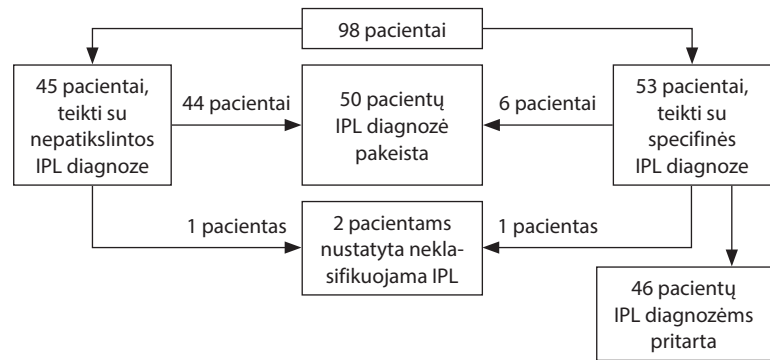 98 pacientai
45 pacientai,
teikti su
nepatikslintos
IPL diagnoze
44 pacientai
50 pacientų
IPL diagnozė
pakeista
6 pacientai
53 pacientai,
teikti su
specifinės
IPL diagnoze
1 pacientas
2 pacientams
nustatyta nekla-
sifikuojama IPL
1 pacientas
46 pacientų
IPL diagnozėms
pritarta